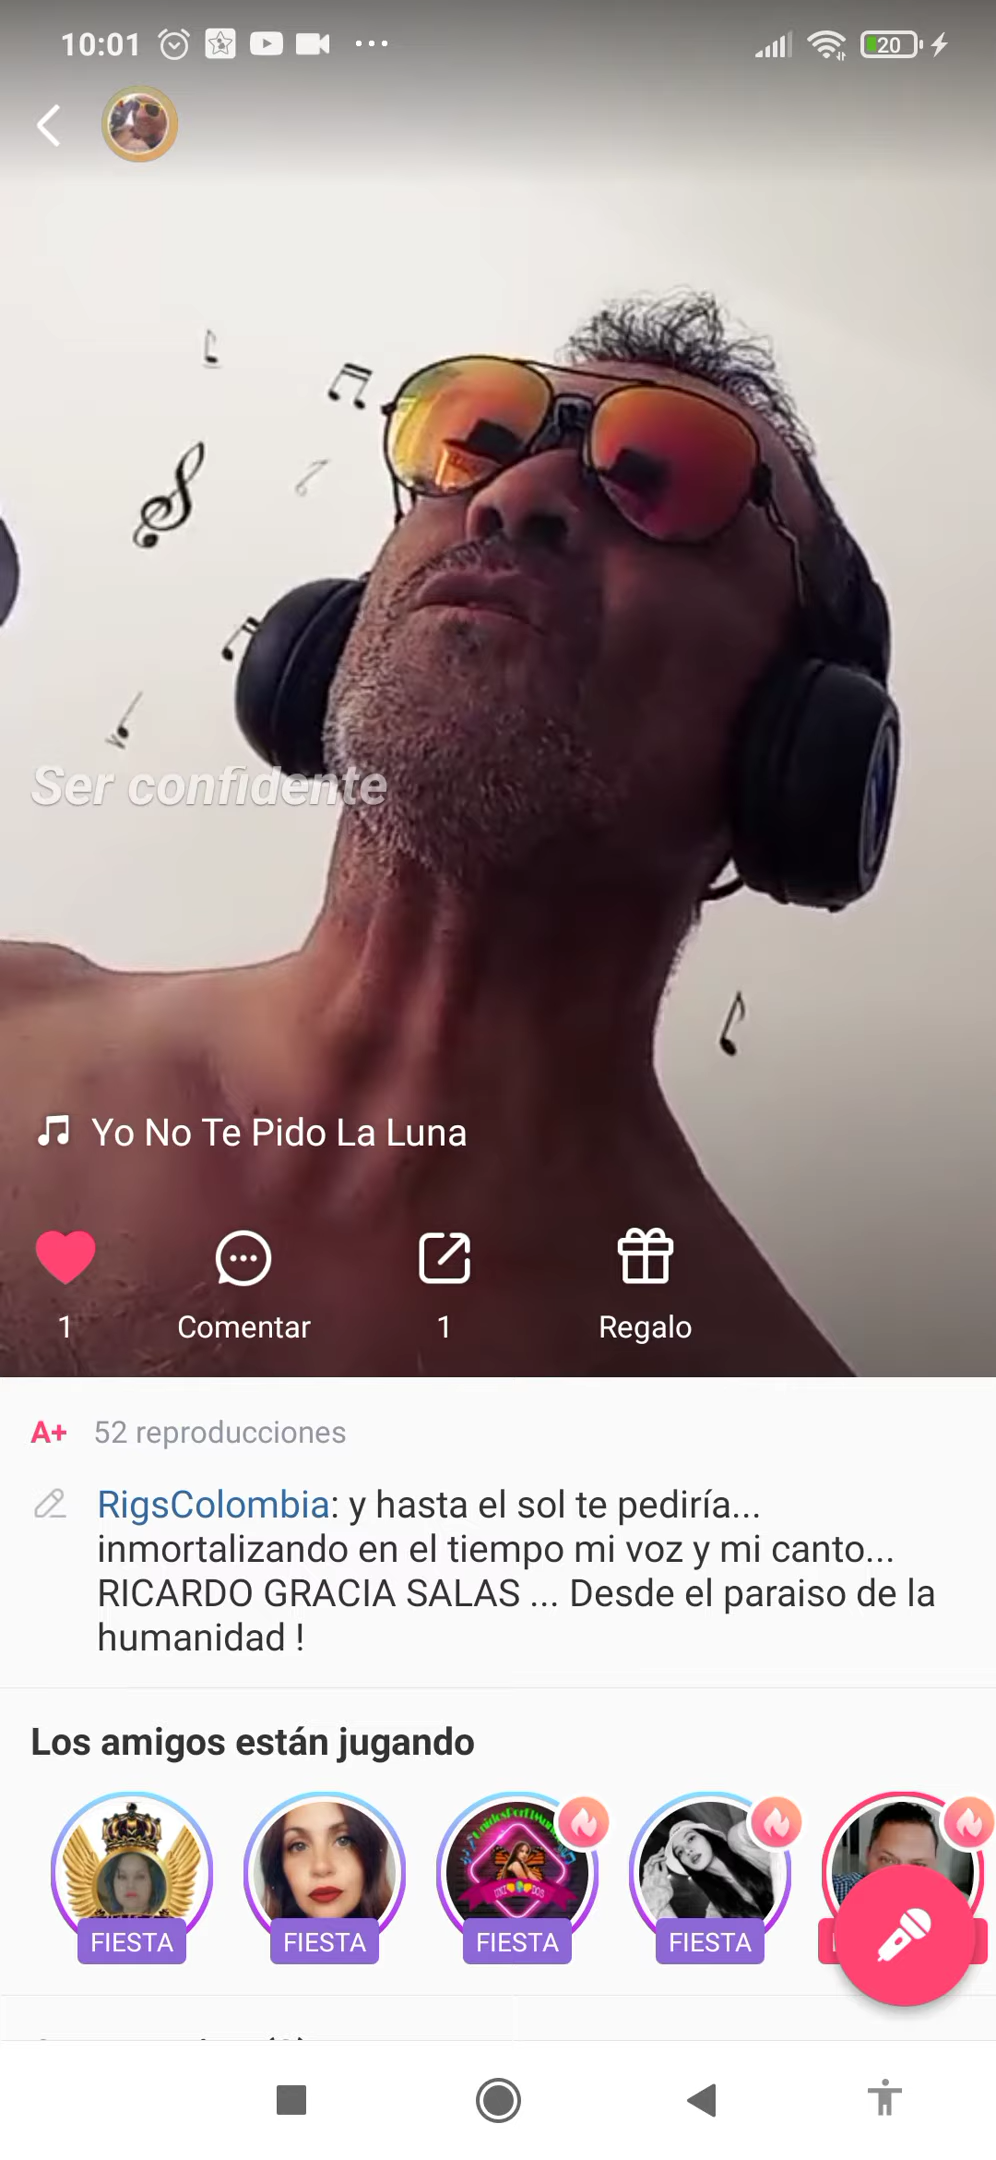 10:01
20
Ser confidente
Yo No Te Pido La Luna
1
Comentar
1
Regalo
A+ 52 reproducciones
RigsColombia: y hasta el sol te pediría...
inmortalizando en el tiempo mi voz y mi canto...
RICARDO GRACIA SALAS ... Desde el paraiso de la
humanidad !
Los amigos están jugando
FIESTA
FIESTA
FIESTA
FIESTA